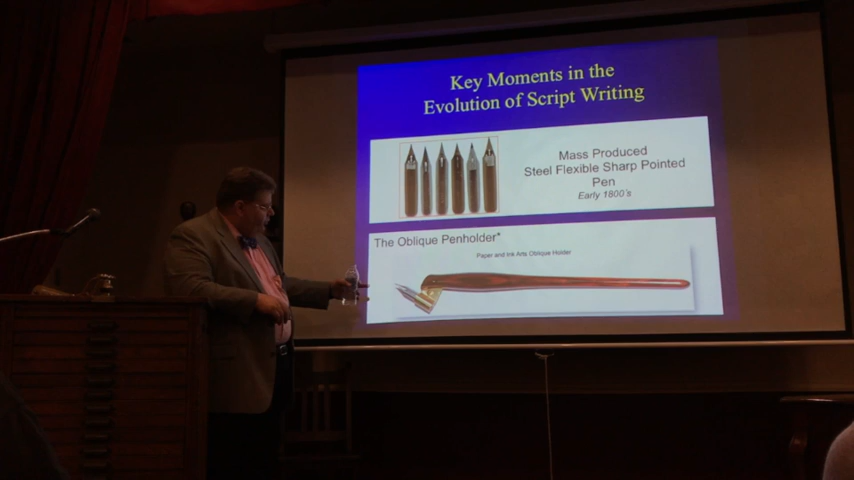 Key Moments in the
Evolution of Script Writing
Mass Produced
Steel Flexible Sharp Pointed
Pen
Early 1800's
The Oblique Penholder*
Paper and Ink Arts Oblique Holder